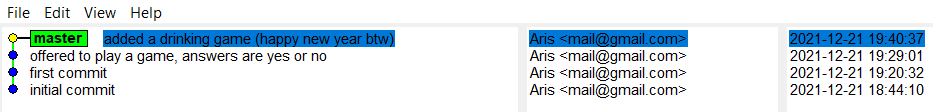 File Edit View Help
master added a drinking game (happy new year btw) Aris <mail@gmail.com> 2021-12-21 19:40:37
offered to play a game, answers are yes or no Aris <mail@gmail.com> 2021-12-21 19:29:01
first commit Aris <mail@gmail.com> 2021-12-21 19:20:32
initial commit Aris <mail@gmail.com> 2021-12-21 18:44:10